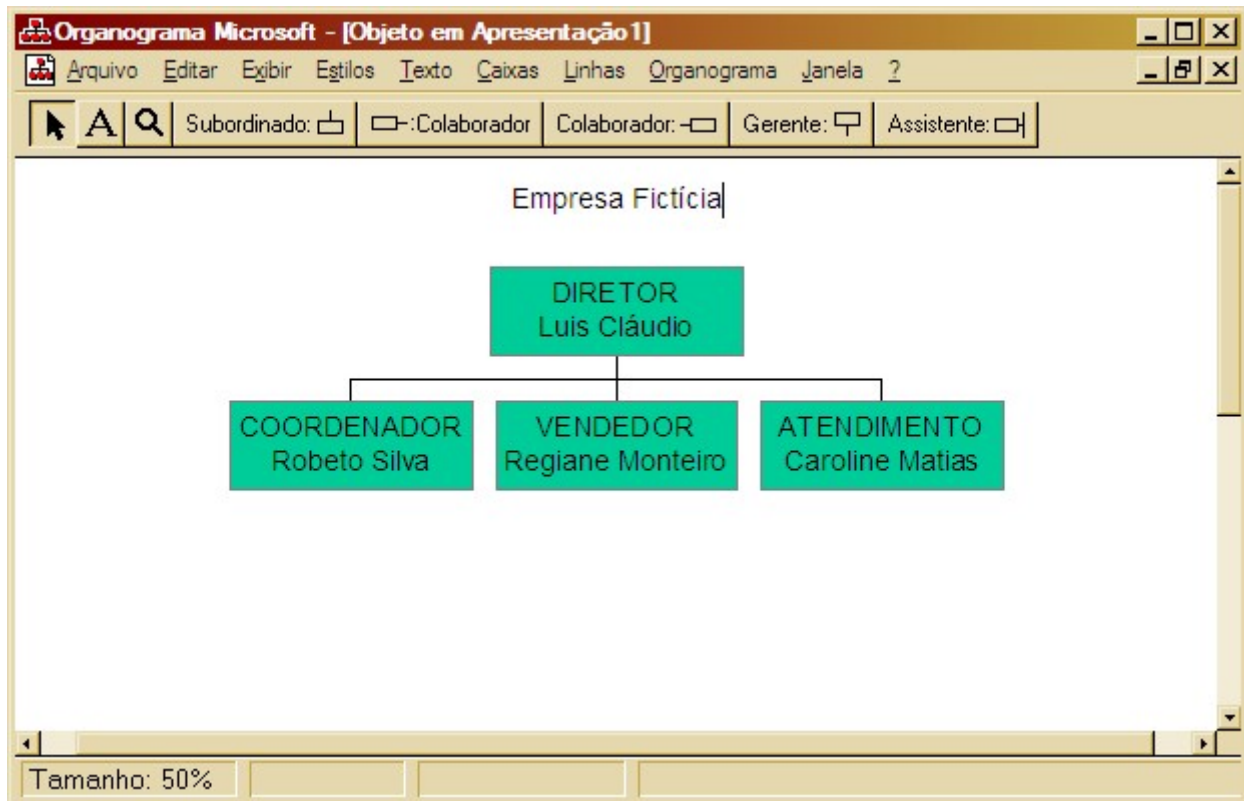 Organograma Microsoft - [Objeto em Apresentação1]
Arquivo Editar Exibir Estilos Texto Caixas Linhas Organograma Janela ?
A Subordinado: :Colaborador Colaborador: Gerente: Assistente:
Empresa Fictícia
DIRETOR
Luis Cláudio
COORDENADOR
Robeto Silva
VENDEDOR
Regiane Monteiro
ATENDIMENTO
Caroline Matias
Tamanho: 50%